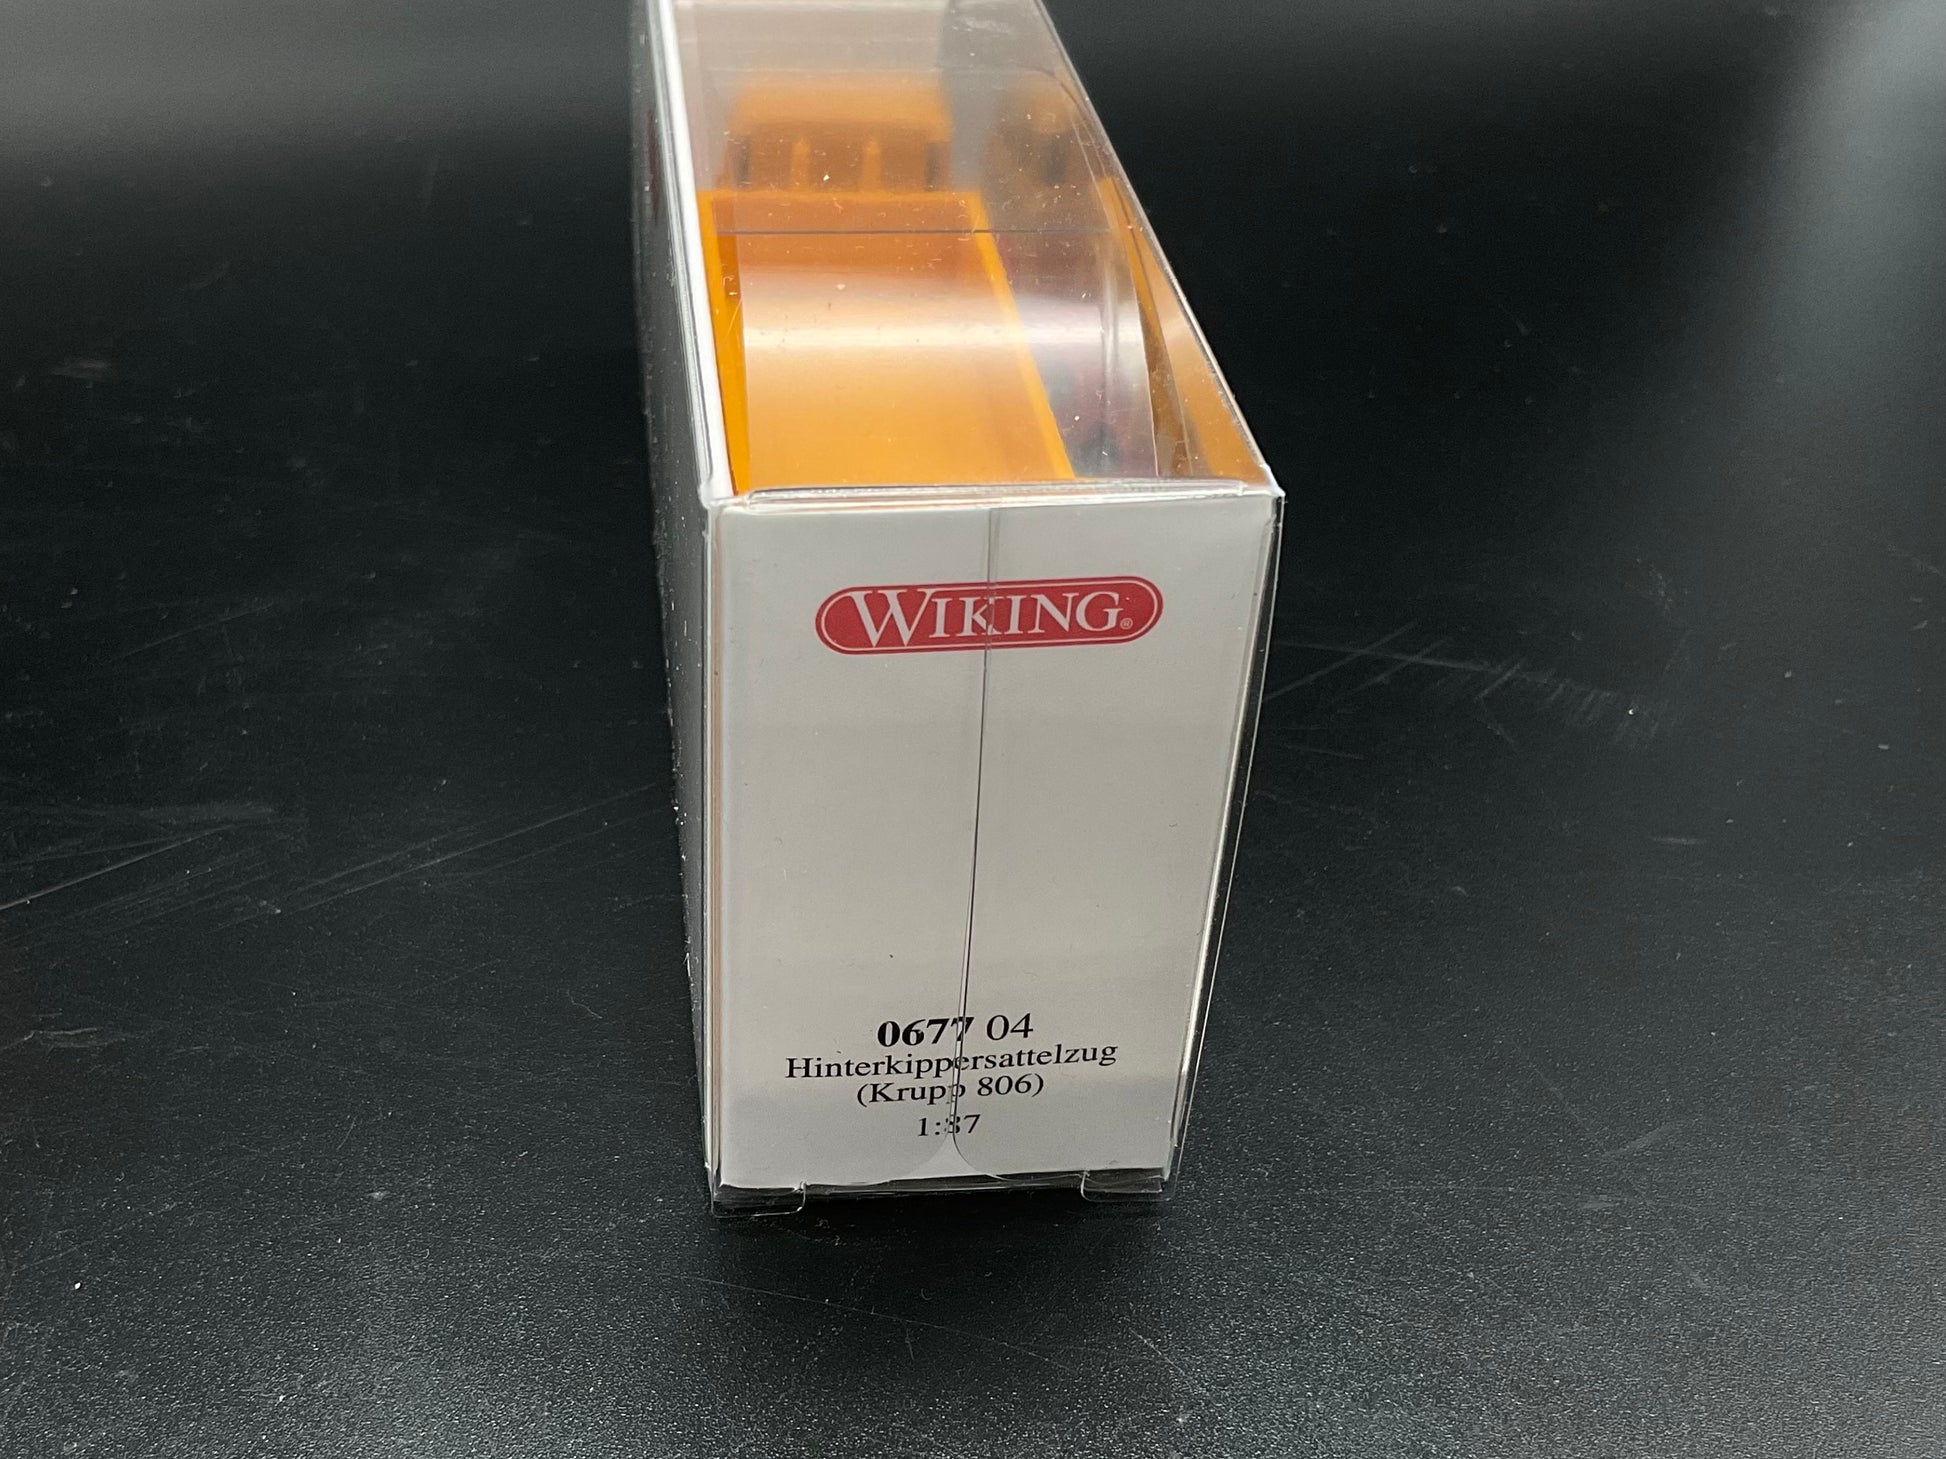 WIKING®
0677 04
Hinterkippersattelzug
(Krupp 806)
1:87